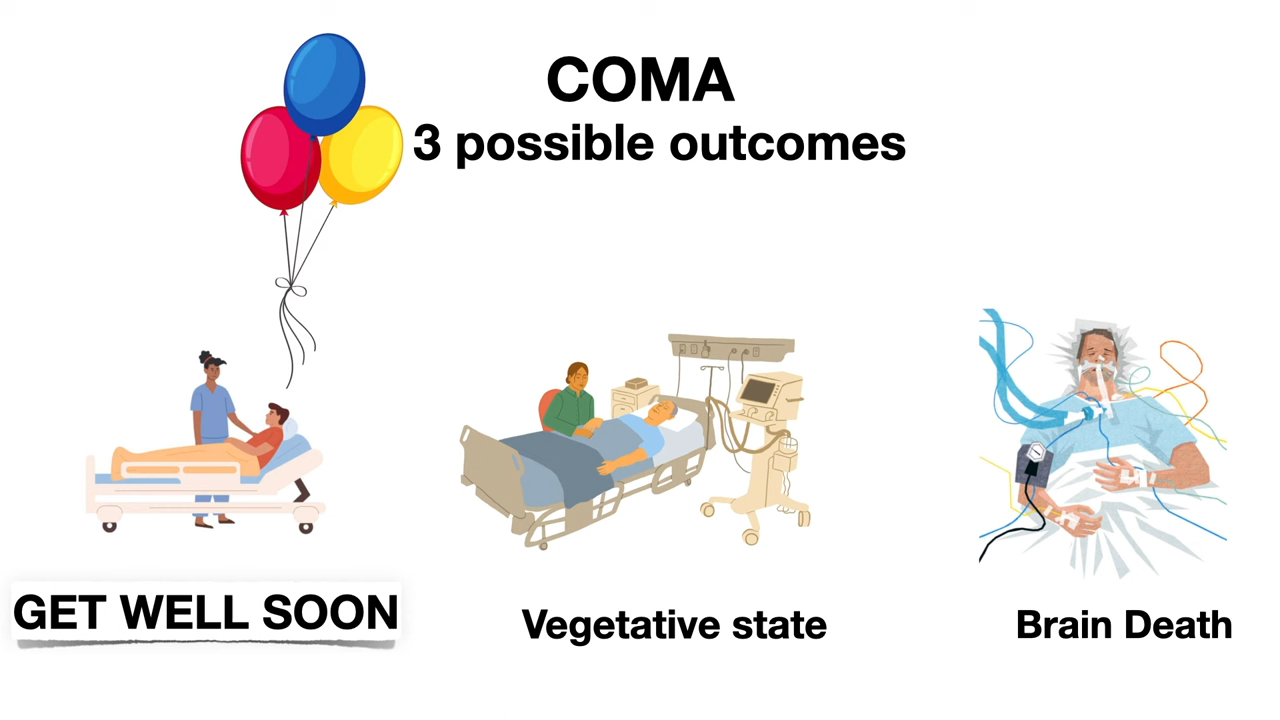 COMA
3 possible outcomes
GET WELL SOON
Vegetative state
Brain Death